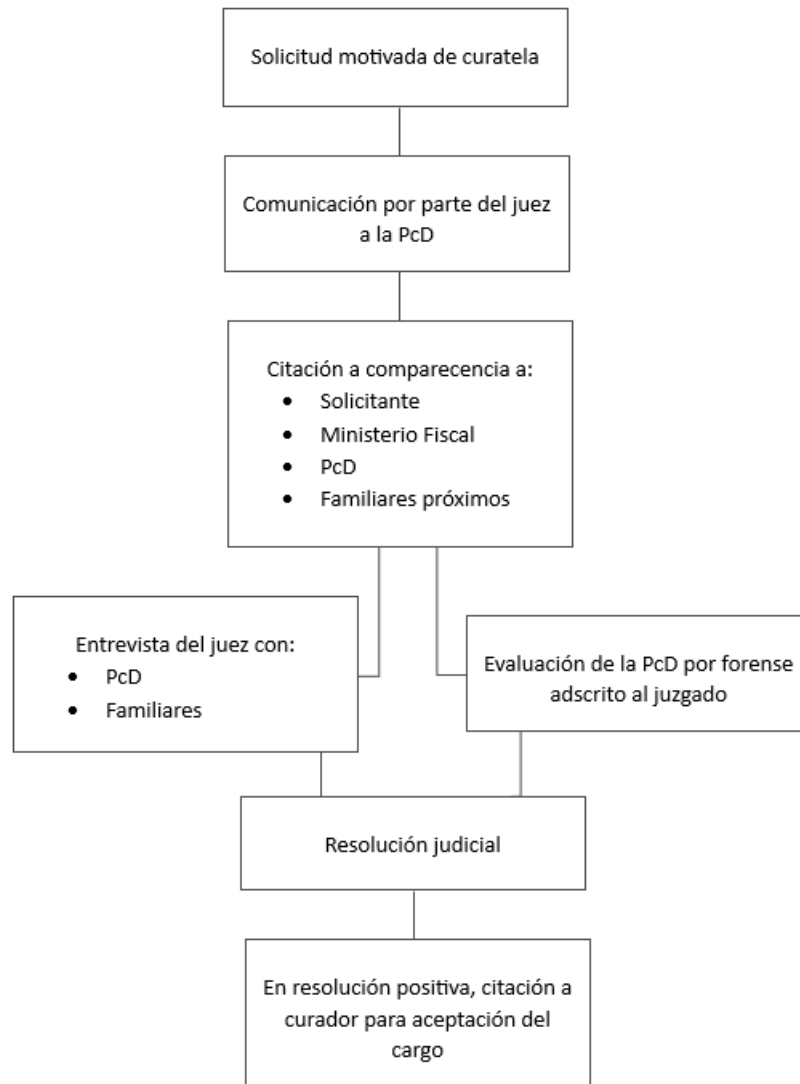 Solicitud motivada de curatela
Comunicación por parte del juez
a la PcD
Citación a comparecencia a:
• Solicitante
• Ministerio Fiscal
• PcD
• Familiares próximos
Entrevista del juez con:
• PcD
• Familiares
Evaluación de la PcD por forense
adscrito al juzgado
Resolución judicial
En resolución positiva, citación a
curador para aceptación del
cargo